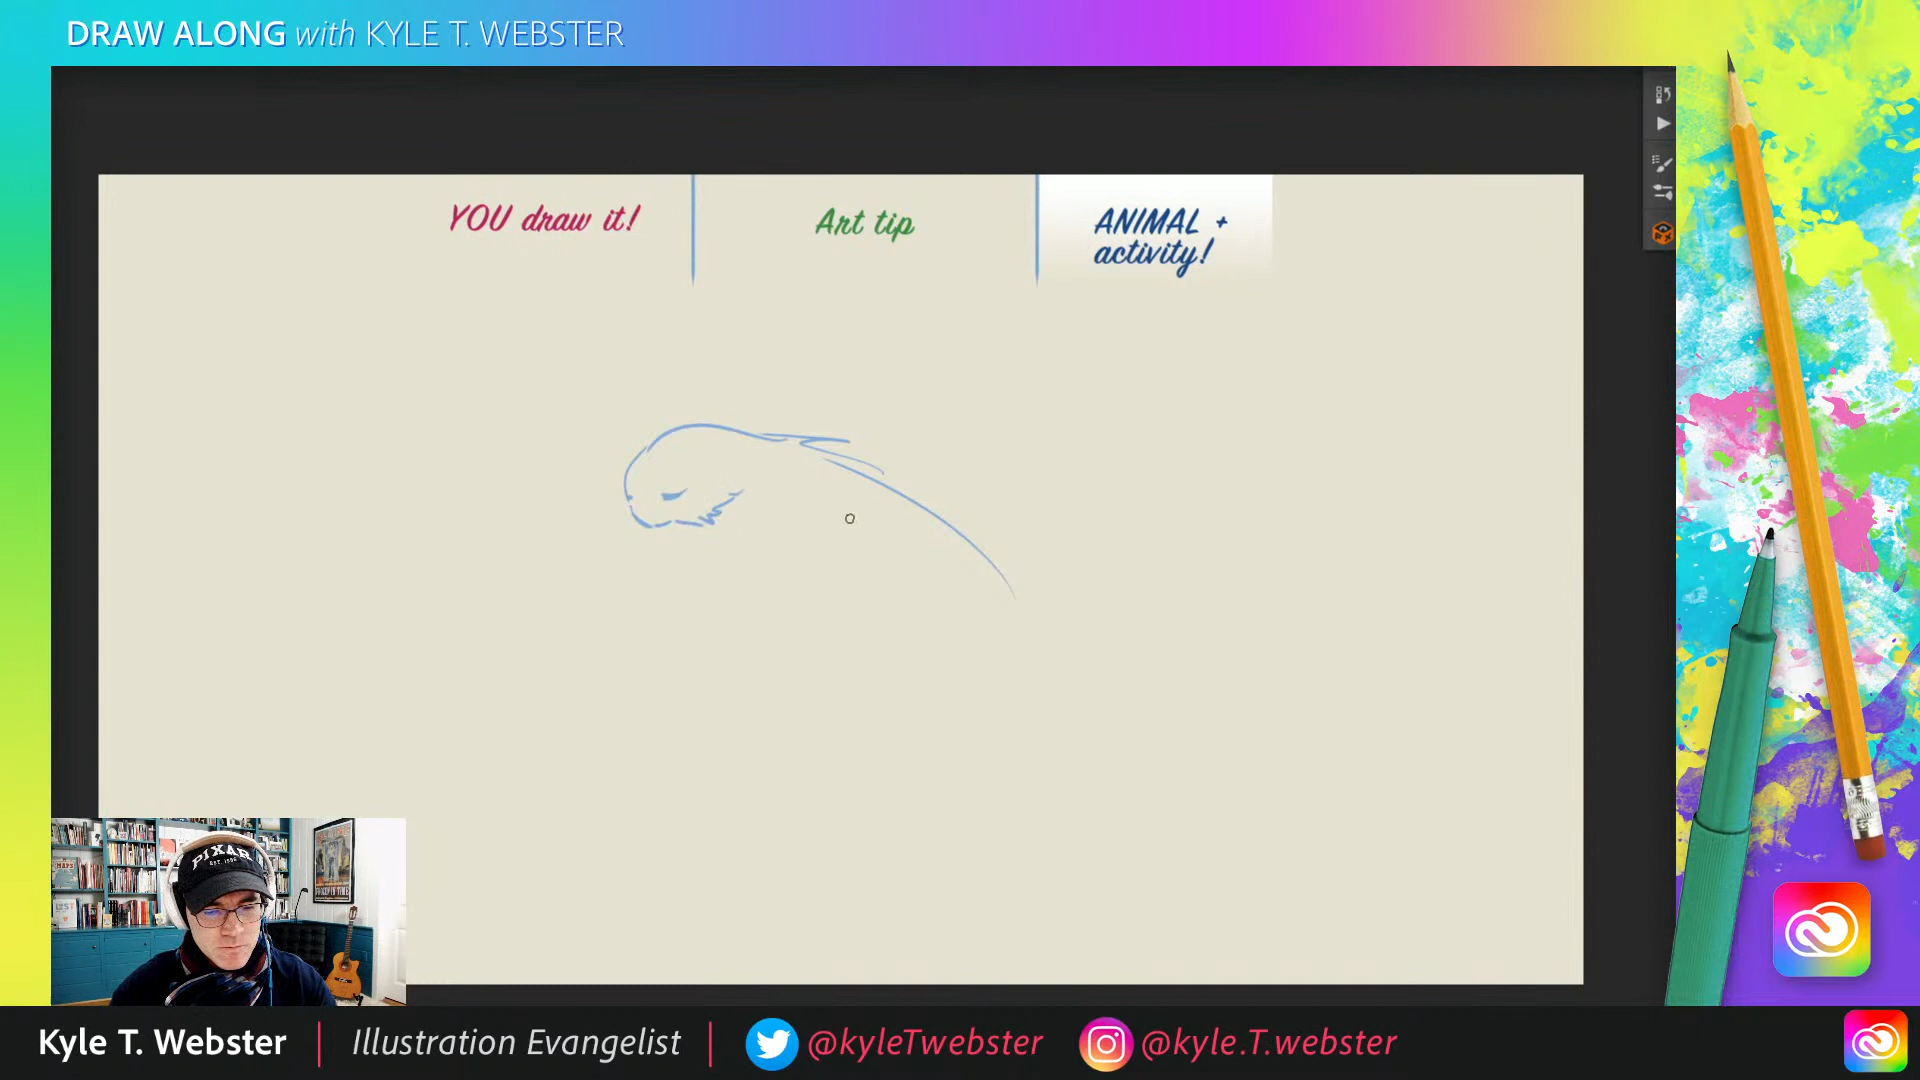 DRAW ALONG with KYLE T. WEBSTER
YOU draw it!
Art tip
ANIMAL +
activity!
PIXAR
Kyle T. Webster | Illustration Evangelist | @kyleTwebster @kyle.T.webster